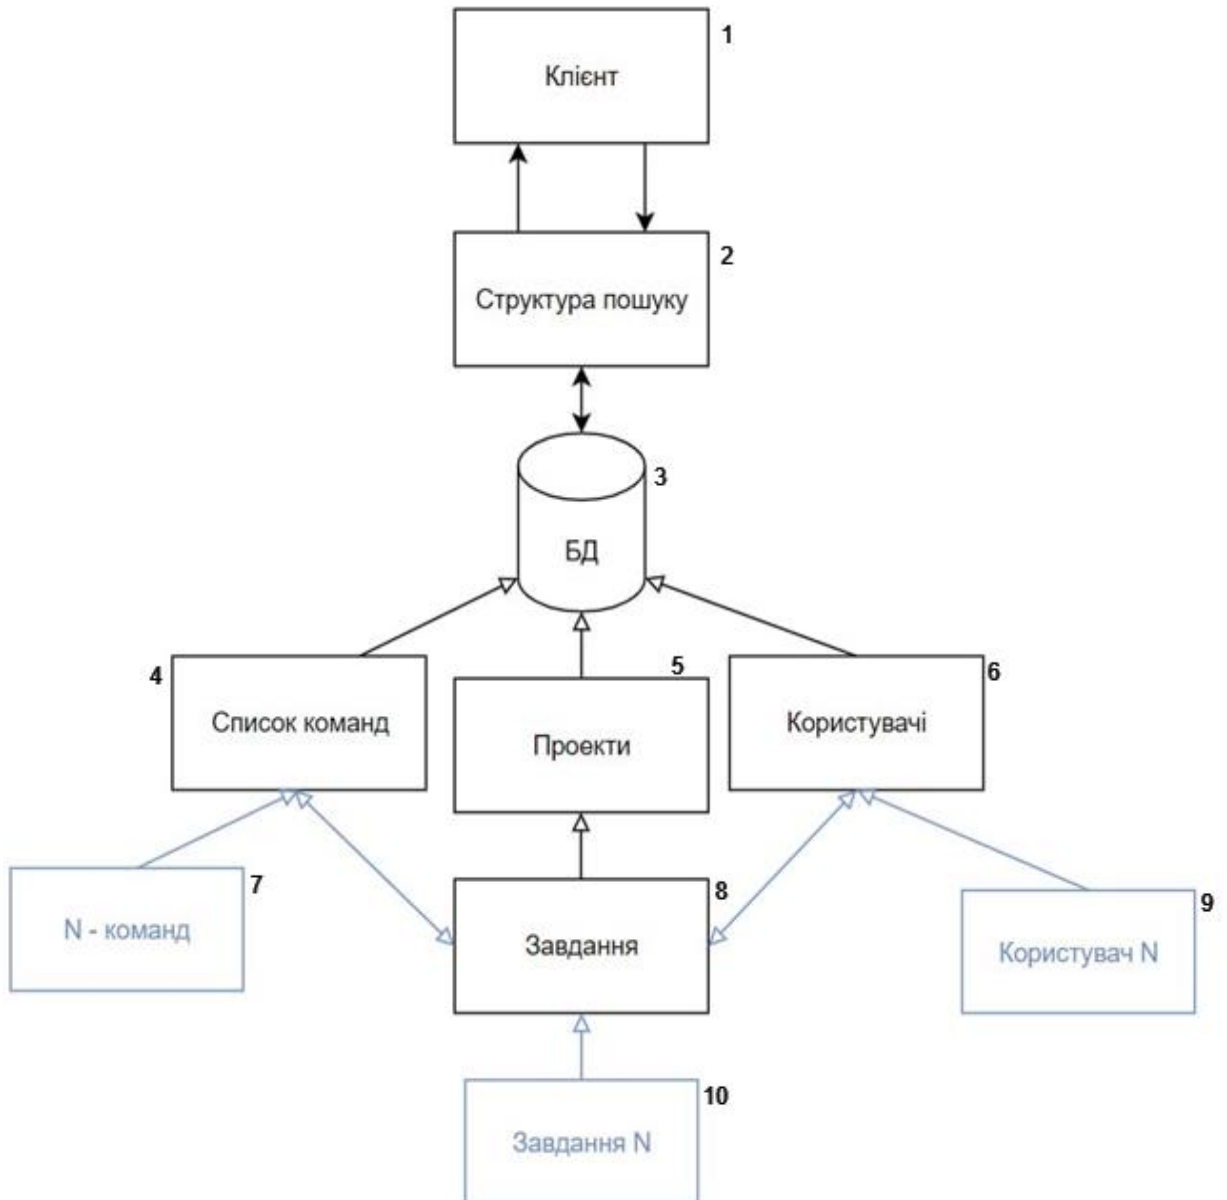 1
Клієнт
2
Структура пошуку
3
БД
4
Список команд
5
Проекти
6
Користувачі
7
N - команд
8
Завдання
9
Користувач N
10
Завдання N